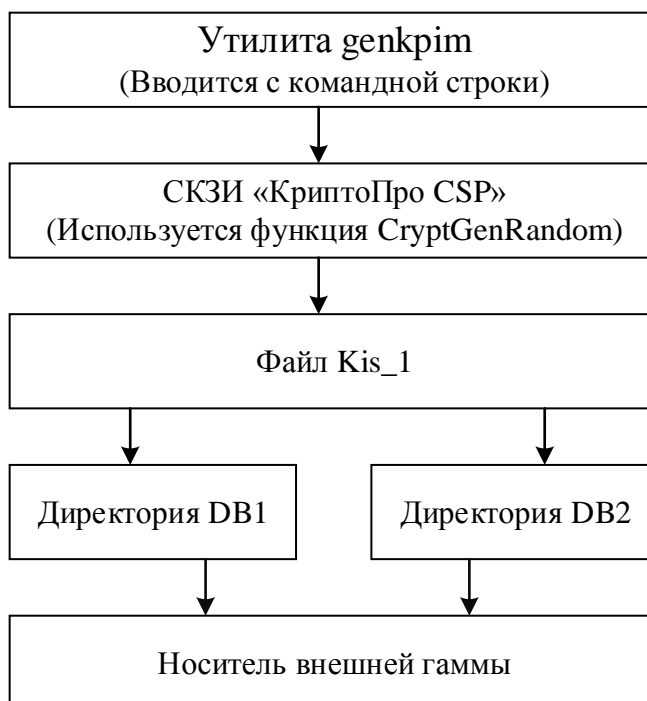 Утилита genkpim
(Вводится с командной строки)
СКЗИ «КриптоПро CSP»
(Используется функция CryptGenRandom)
Файл Kis_1
Директория DB1
Директория DB2
Носитель внешней гаммы